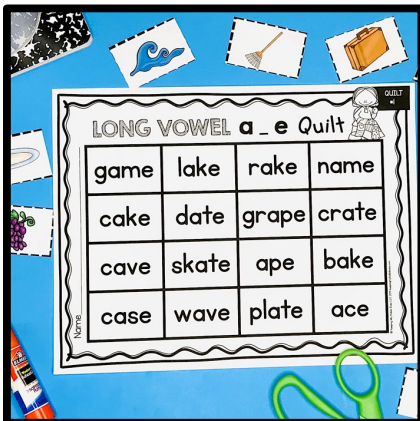 QUILT
#1
LONG VOWEL a_e Quilt
game lake rake name
cake date grape crate
cave skate ape bake
case wave plate ace
Name